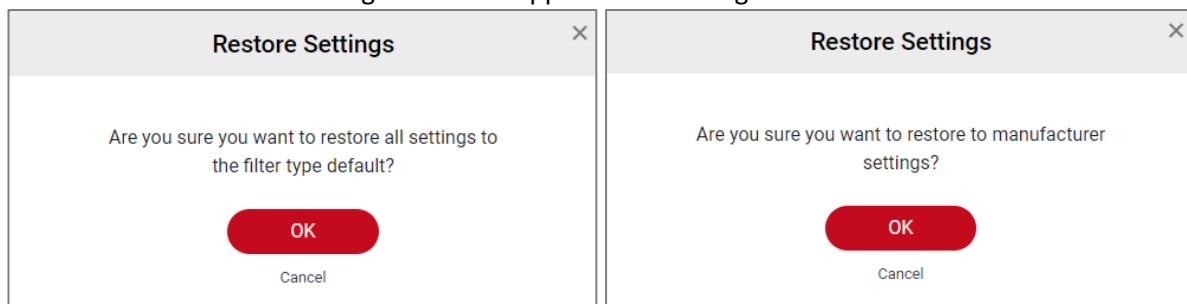 Restore Settings
×
Are you sure you want to restore all settings to
the filter type default?
OK
Cancel
Restore Settings
×
Are you sure you want to restore to manufacturer
settings?
OK
Cancel